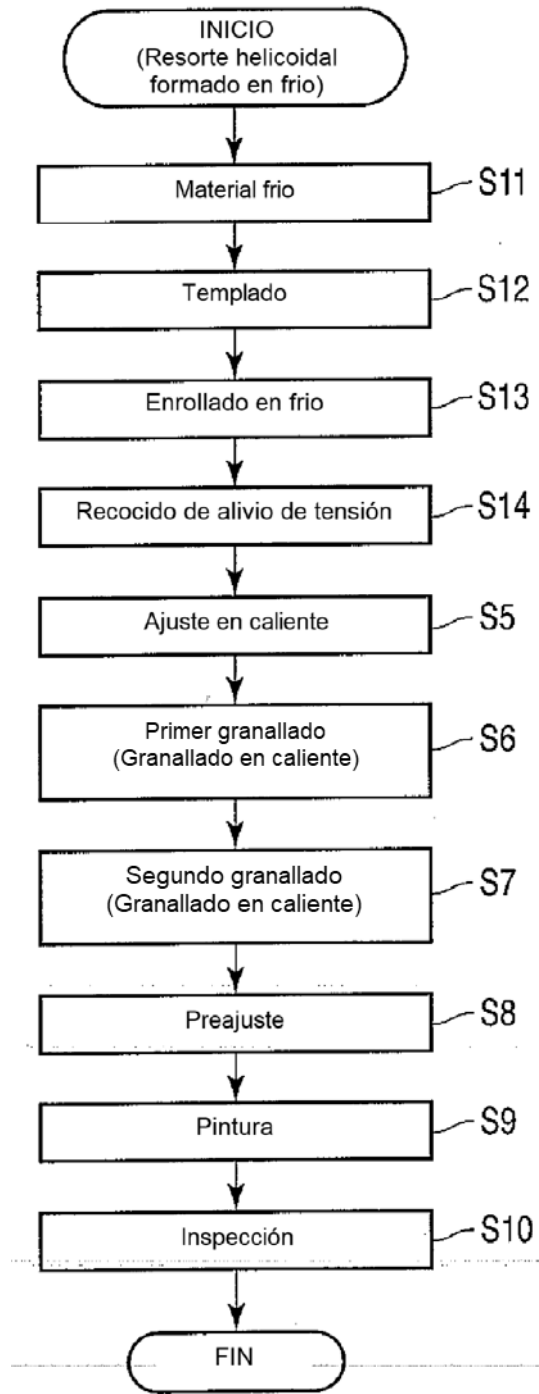 INICIO
(Resorte helicoidal
formado en frio)
Material frio
S11
Templado
S12
Enrollado en frio
S13
Recocido de alivio de tensión
S14
Ajuste en caliente
S5
Primer granallado
(Granallado en caliente)
S6
Segundo granallado
(Granallado en caliente)
S7
Preajuste
S8
Pintura
S9
Inspección
S10
FIN